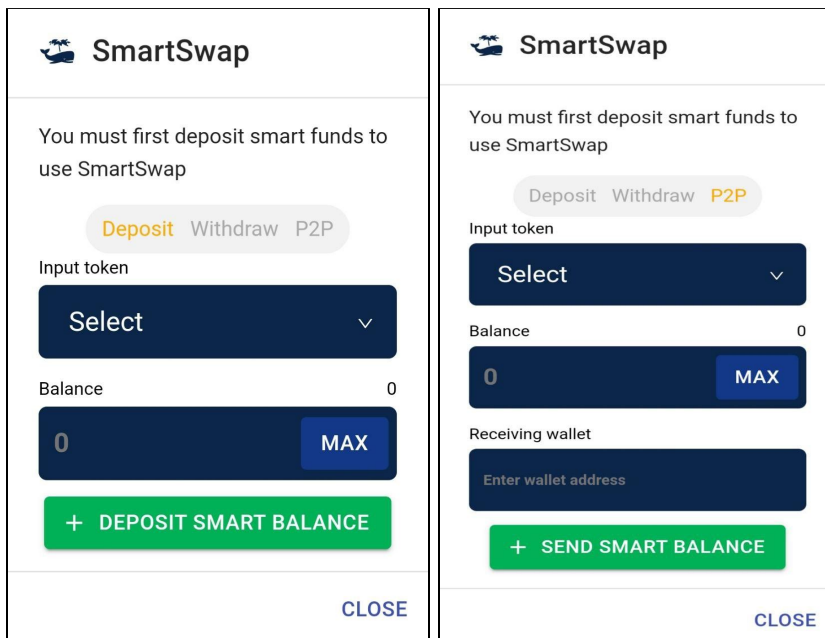 SmartSwap
You must first deposit smart funds to
use SmartSwap
Deposit Withdraw P2P
Input token
Select
Balance 0
0 MAX
+ DEPOSIT SMART BALANCE
CLOSE
SmartSwap
You must first deposit smart funds to
use SmartSwap
Deposit Withdraw P2P
Input token
Select
Balance 0
0 MAX
Receiving wallet
Enter wallet address
+ SEND SMART BALANCE
CLOSE